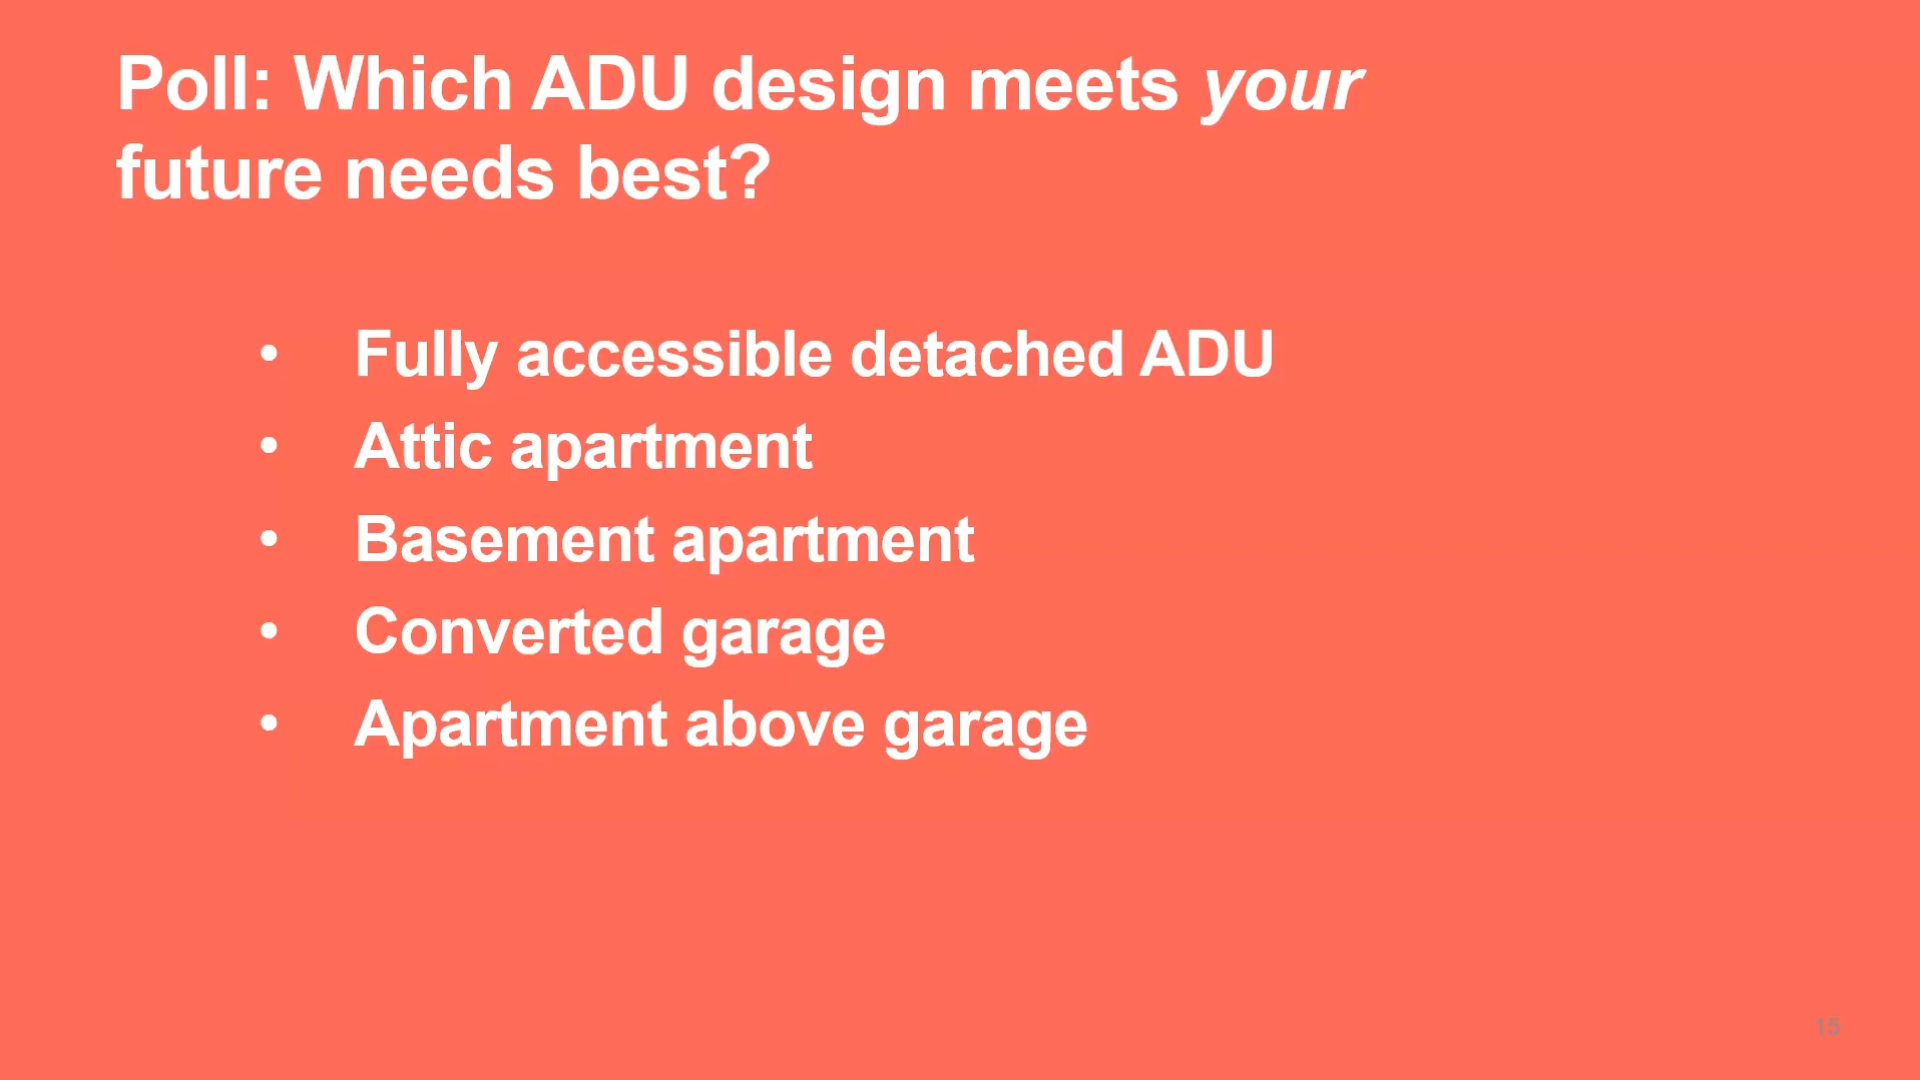 Poll: Which ADU design meets your
future needs best?
• Fully accessible detached ADU
• Attic apartment
• Basement apartment
• Converted garage
• Apartment above garage
15